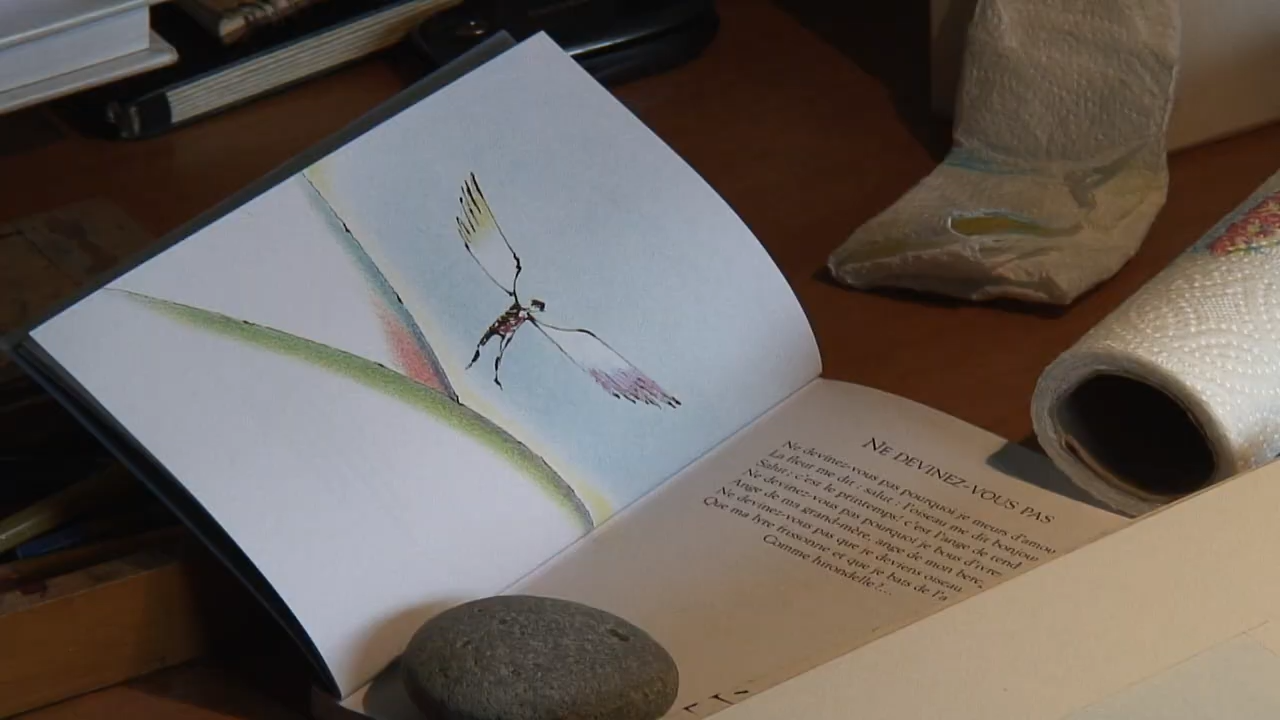 NE DEVINEZ-VOUS PAS
Ne devinez-vous pas pourquoi je meurs d'amour
La fleur me dit : salut ; l'oiseau me dit bonjour
Salut ; c'est le printemps ; c'est l'ange de tend
Ne devinez-vous pas pourquoi je bous d'ivre
Ange de ma grand-mère, ange de mon berc
Ne devinez-vous pas que je deviens oiseau
Que ma lyre frissonne et que je bats de l'a
Comme hirondelle ?...